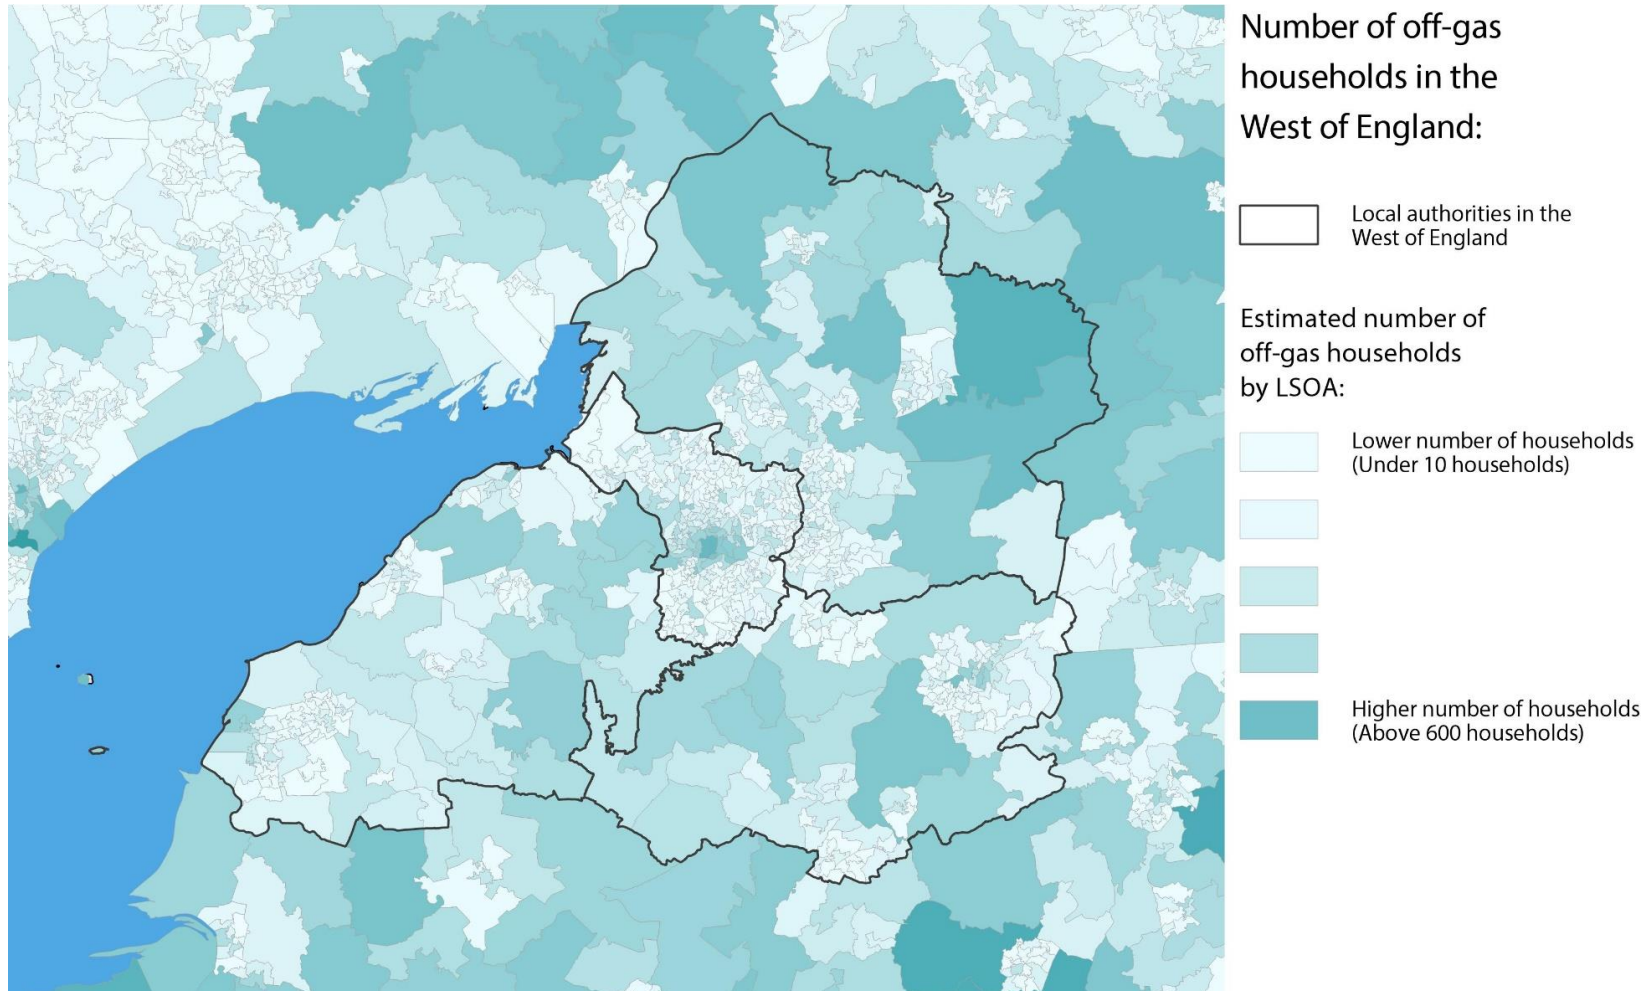 Number of off-gas
households in the
West of England:
Local authorities in the
West of England
Estimated number of
off-gas households
by LSOA:
Lower number of households
(Under 10 households)
Higher number of households
(Above 600 households)